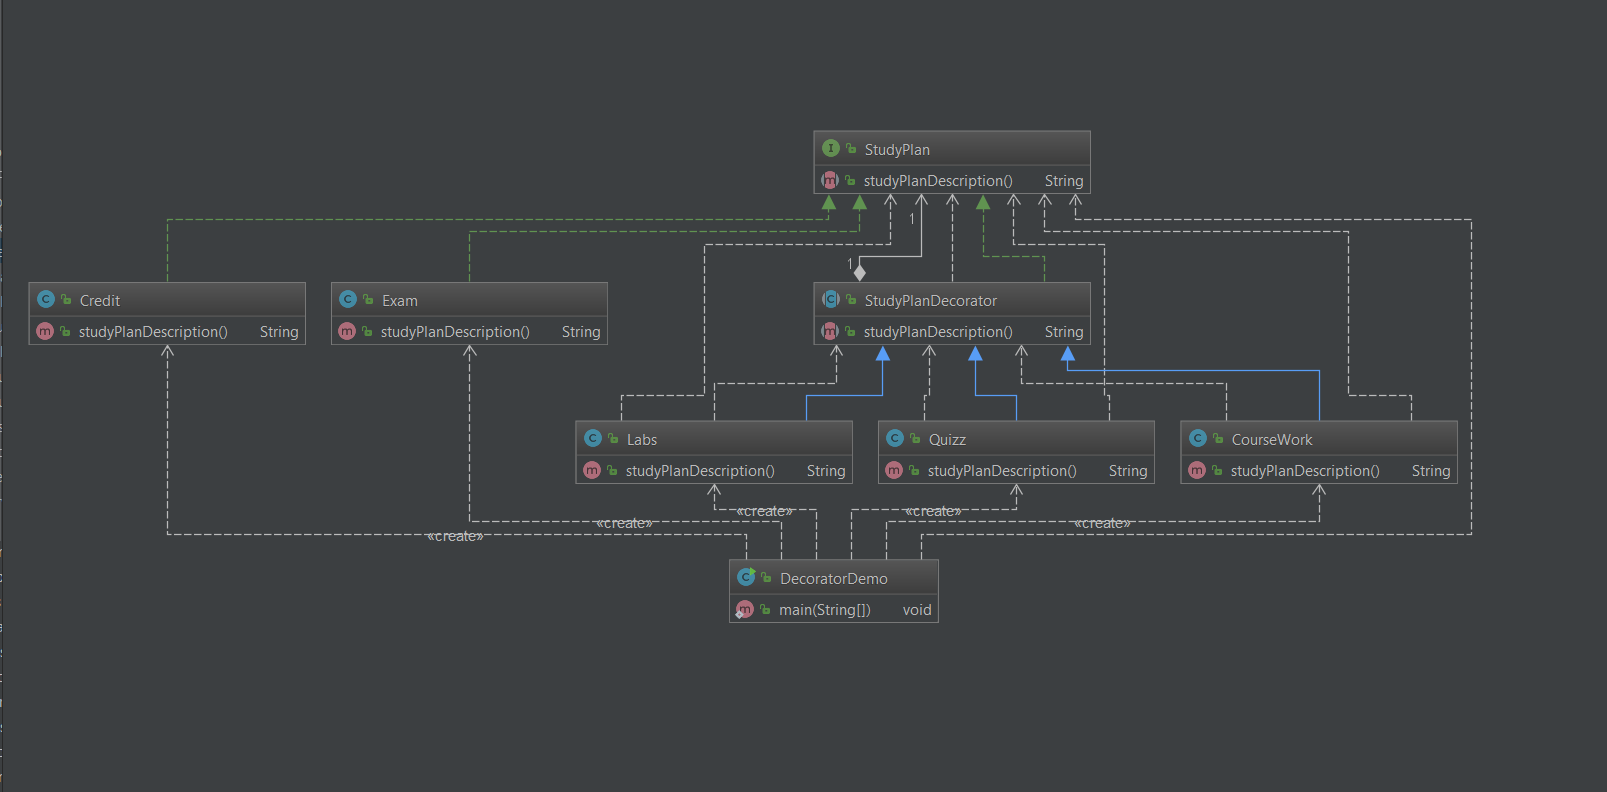 StudyPlan
studyPlanDescription() String
1
1
Credit
studyPlanDescription() String
Exam
studyPlanDescription() String
StudyPlanDecorator
studyPlanDescription() String
Labs
studyPlanDescription() String
Quizz
studyPlanDescription() String
CourseWork
studyPlanDescription() String
«create»
«create»
«create»
«create»
«create»
DecoratorDemo
main(String[]) void